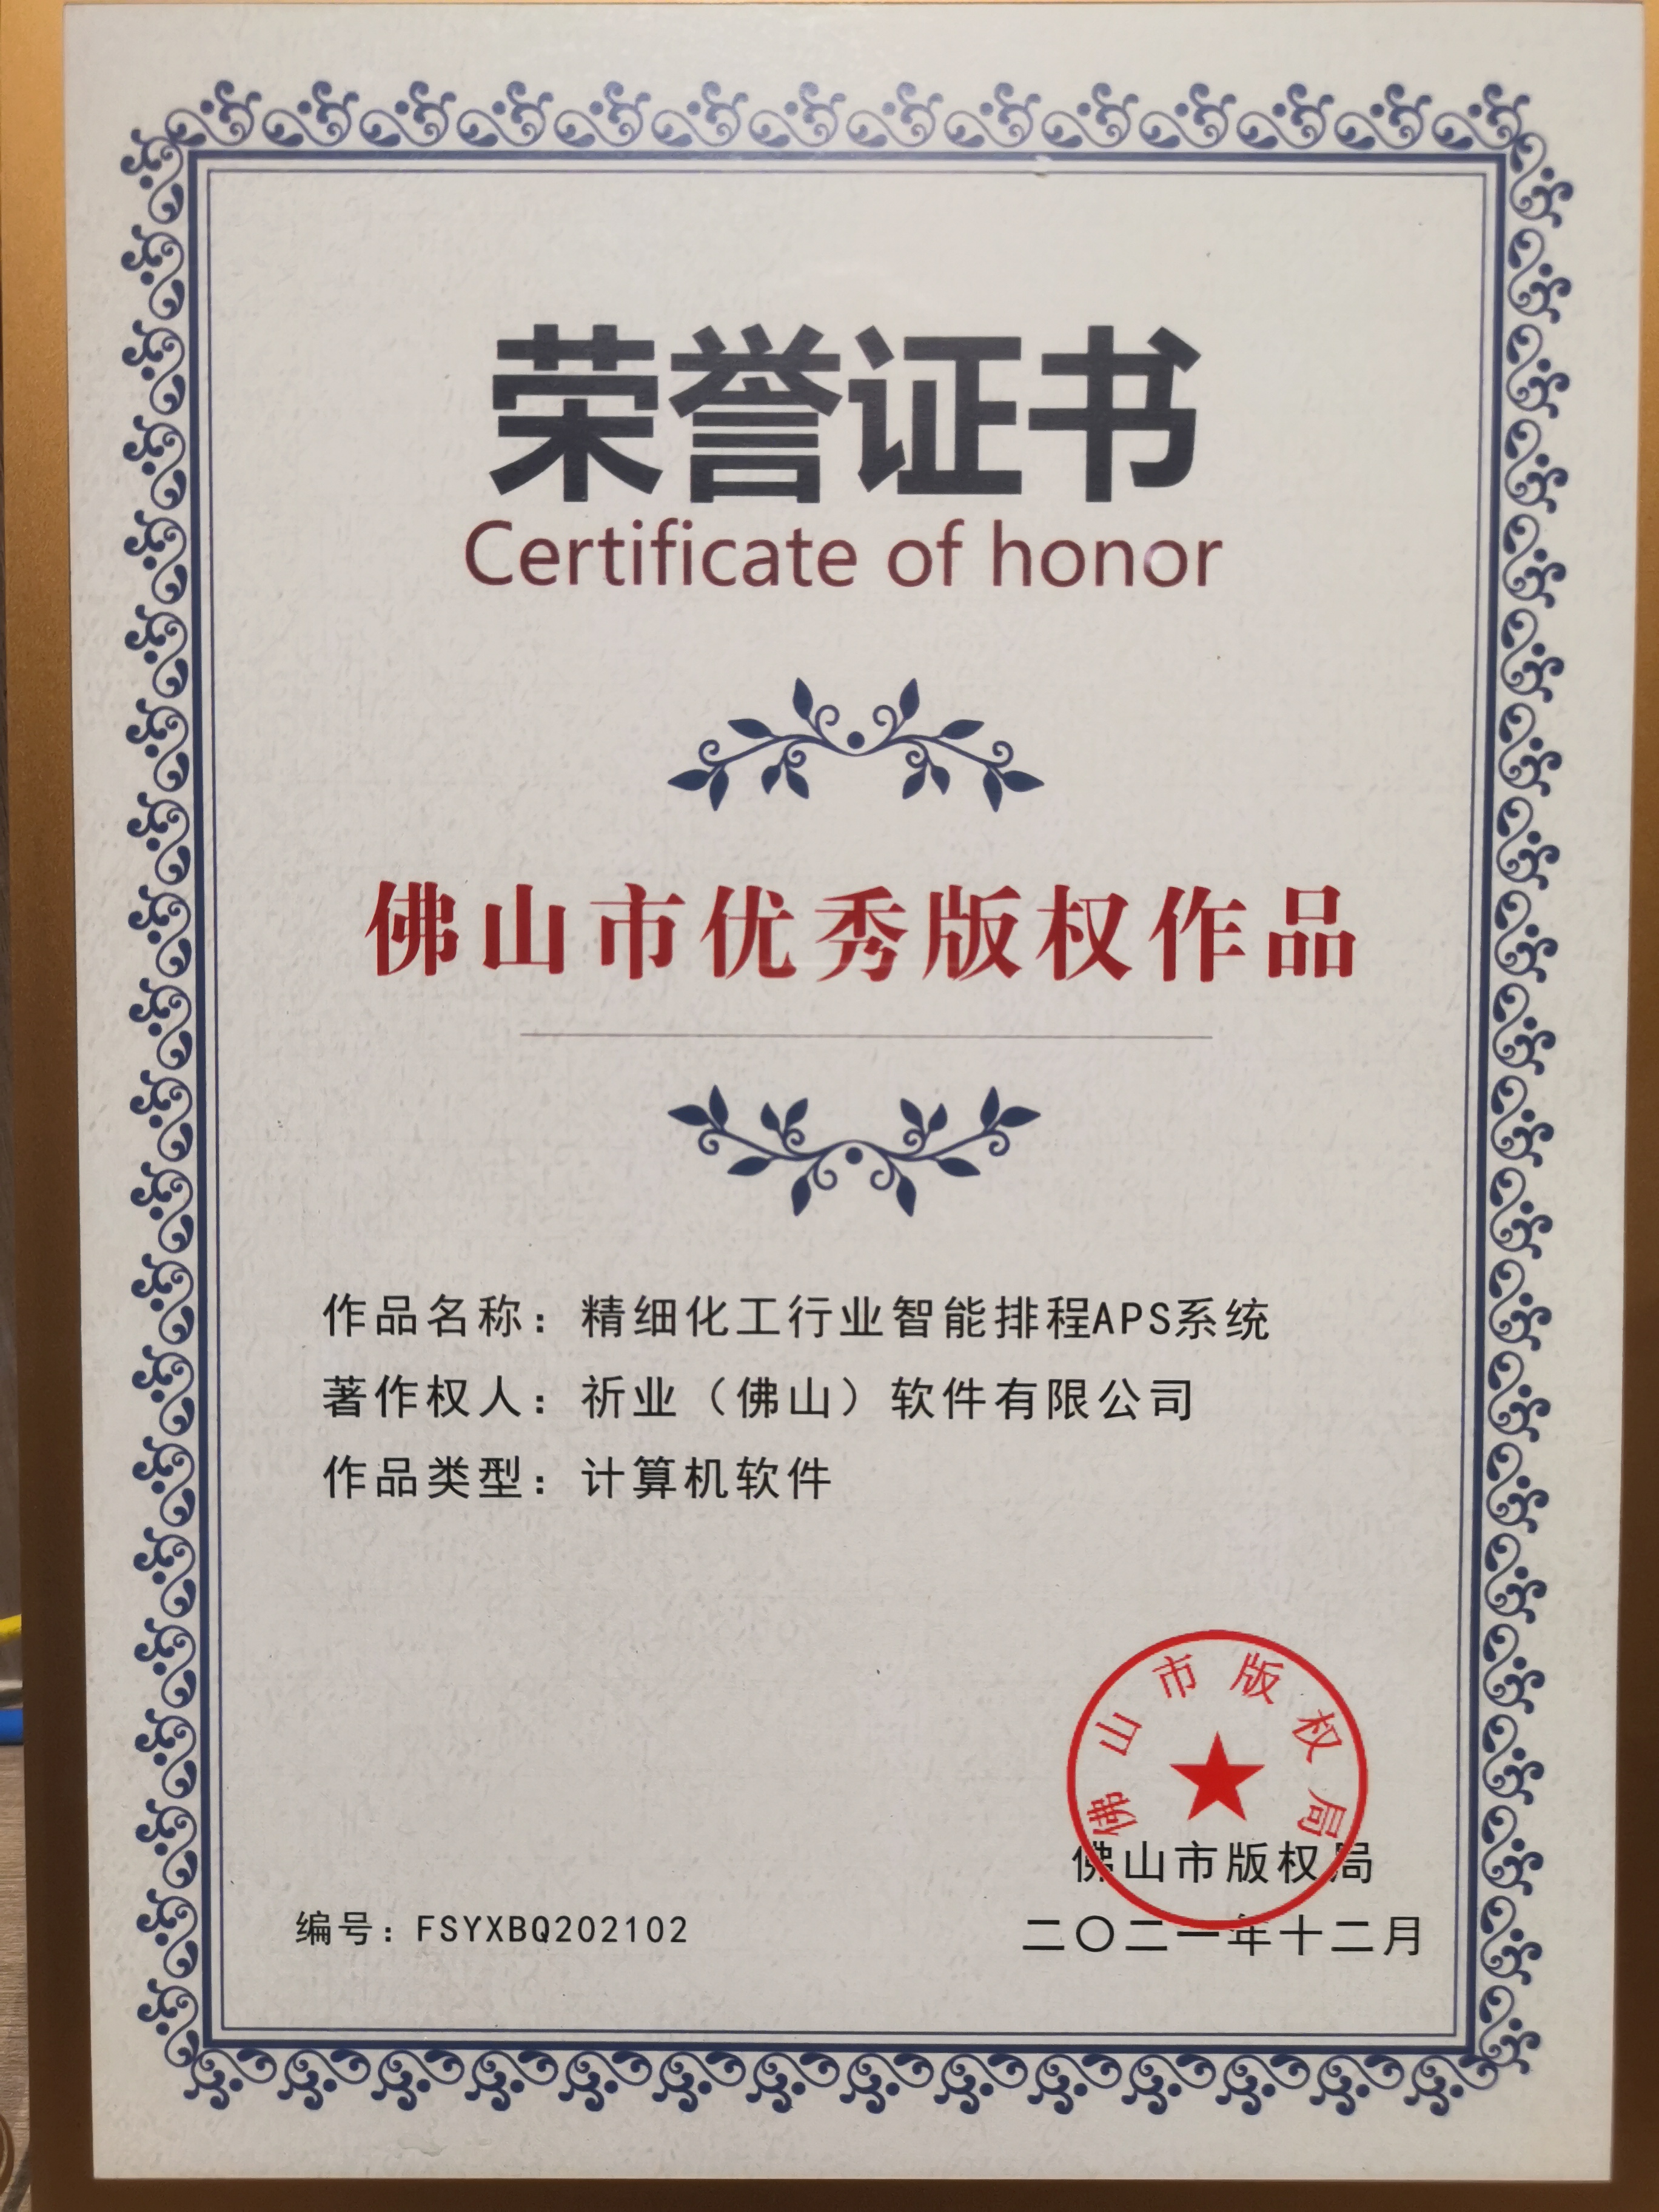 荣誉证书
Certificate of honor
佛山市优秀版权作品
作品名称：精细化工行业智能排程APS系统
著作权人：祈业（佛山）软件有限公司
作品类型：计算机软件
佛山市版权局
佛山市版权局
编号：FSYXBQ202102
二〇二一年十二月